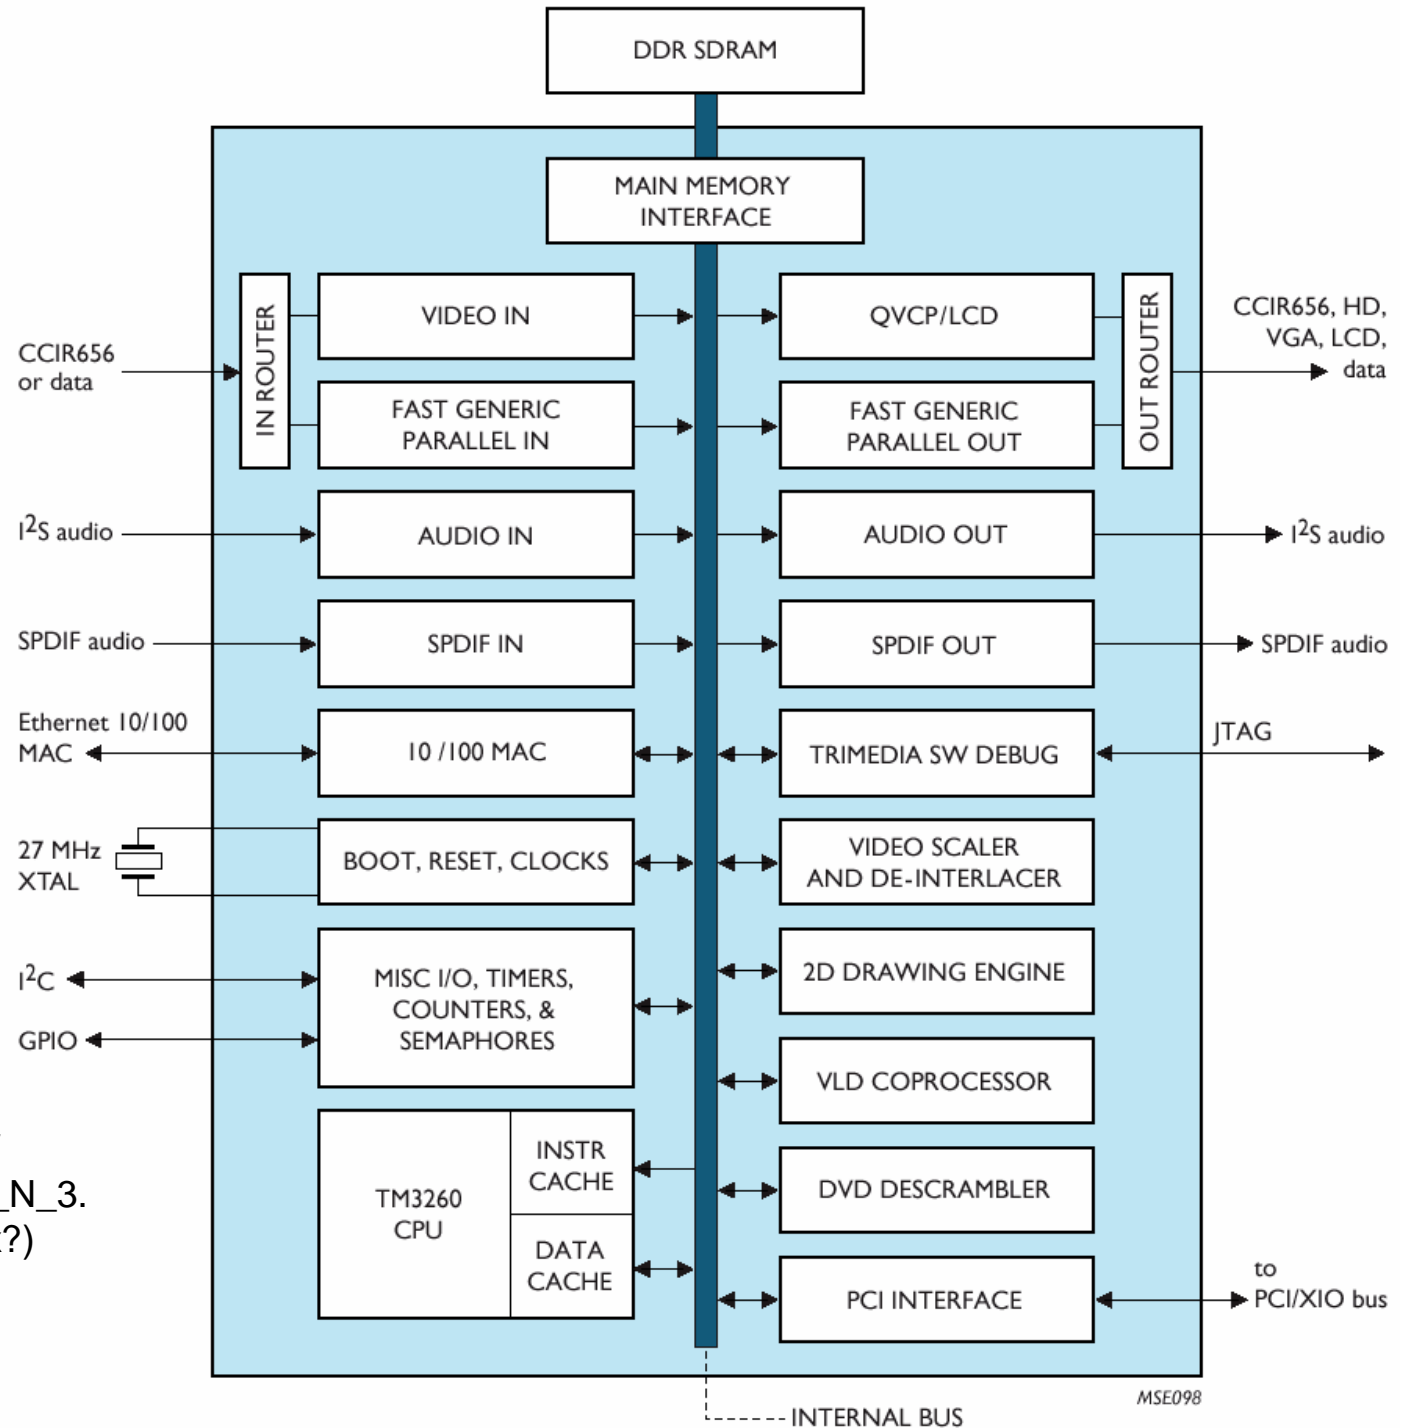 DDR SDRAM
MAIN MEMORY
INTERFACE
IN ROUTER
VIDEO IN
QVCP/LCD
OUT ROUTER
CCIR656
or data
CCIR656, HD,
VGA, LCD,
data
FAST GENERIC
PARALLEL IN
FAST GENERIC
PARALLEL OUT
I²S audio
AUDIO IN
AUDIO OUT
I²S audio
SPDIF audio
SPDIF IN
SPDIF OUT
SPDIF audio
Ethernet 10/100
MAC
10 /100 MAC
TRIMEDIA SW DEBUG
JTAG
27 MHz
XTAL
BOOT, RESET, CLOCKS
VIDEO SCALER
AND DE-INTERLACER
I²C
GPIO
MISC I/O, TIMERS,
COUNTERS, &
SEMAPHORES
2D DRAWING ENGINE
VLD COPROCESSOR
TM3260
CPU
INSTR
CACHE
DATA
CACHE
DVD DESCRAMBLER
_N_3.
?)
PCI INTERFACE
to
PCI/XIO bus
MSE098
INTERNAL BUS